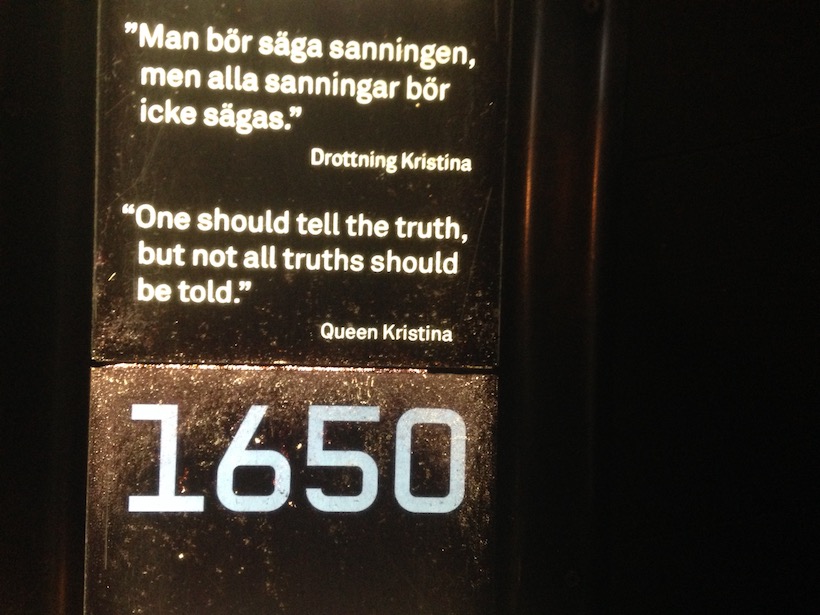 ”Man bör säga sanningen,
men alla sanningar bör
icke sägas.”
Drottning Kristina
“One should tell the truth,
but not all truths should
be told.”
Queen Kristina
1650